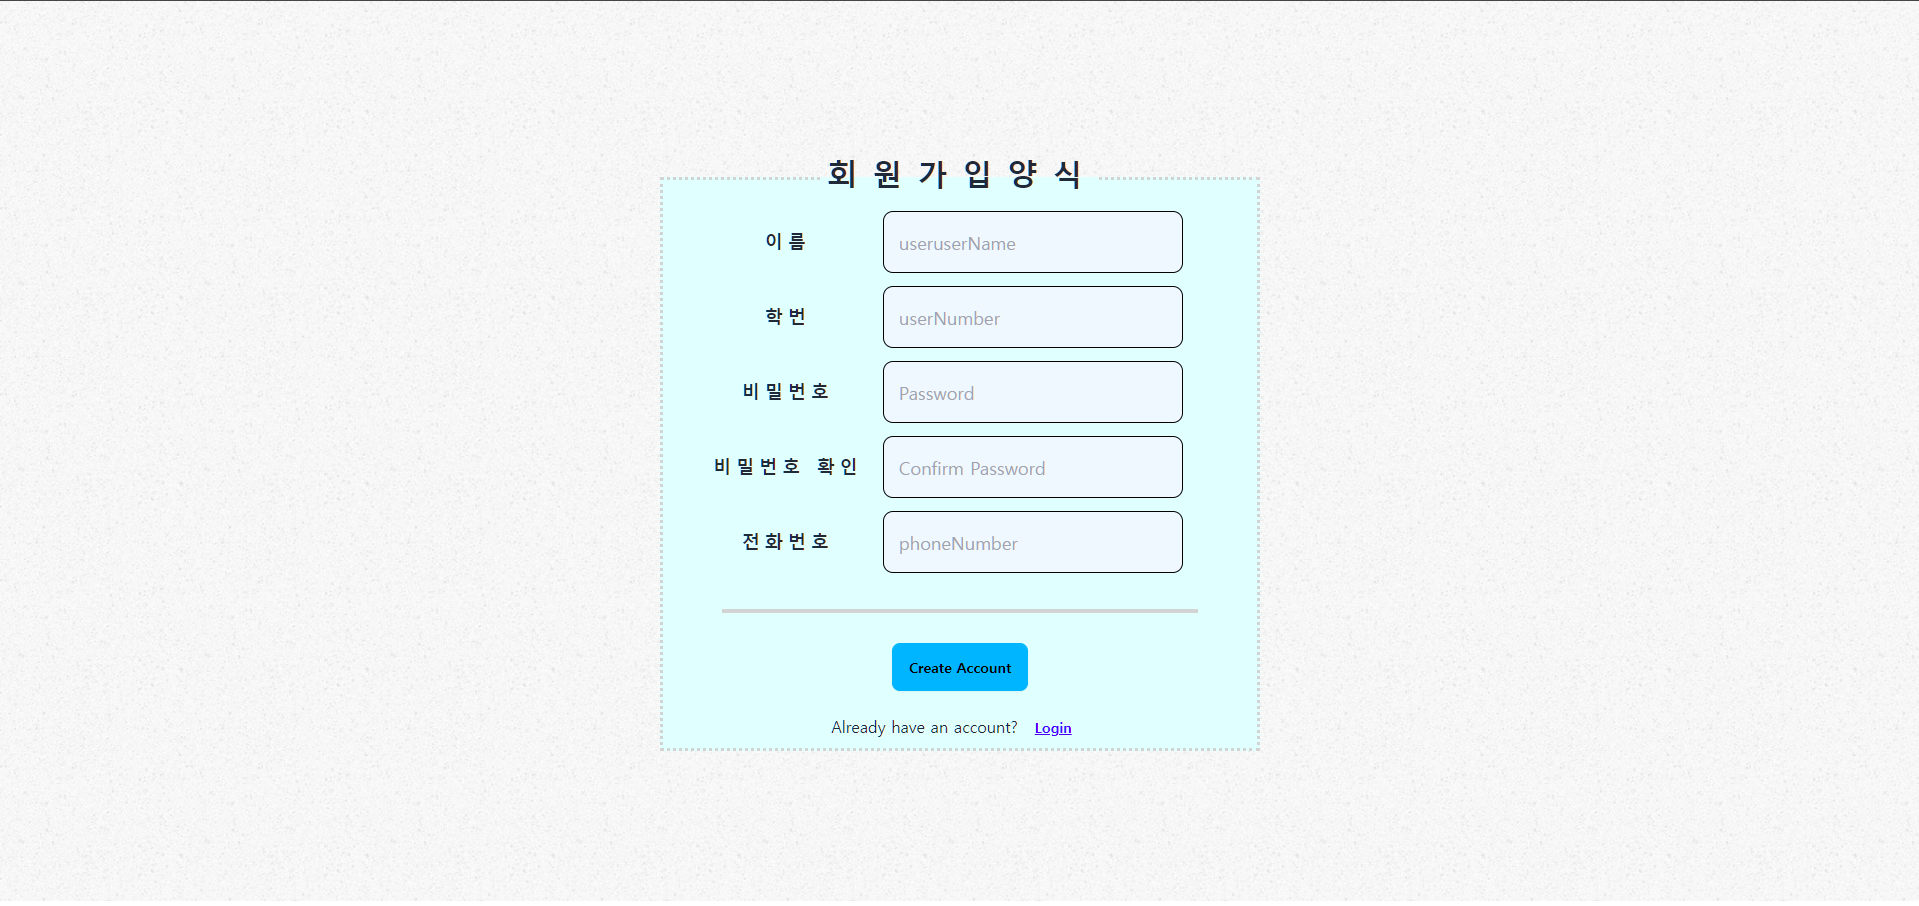 회원가입양식
이름
useruserName
학번
userNumber
비밀번호
Password
비밀번호 확인
Confirm Password
전화번호
phoneNumber
Create Account
Already have an account? Login